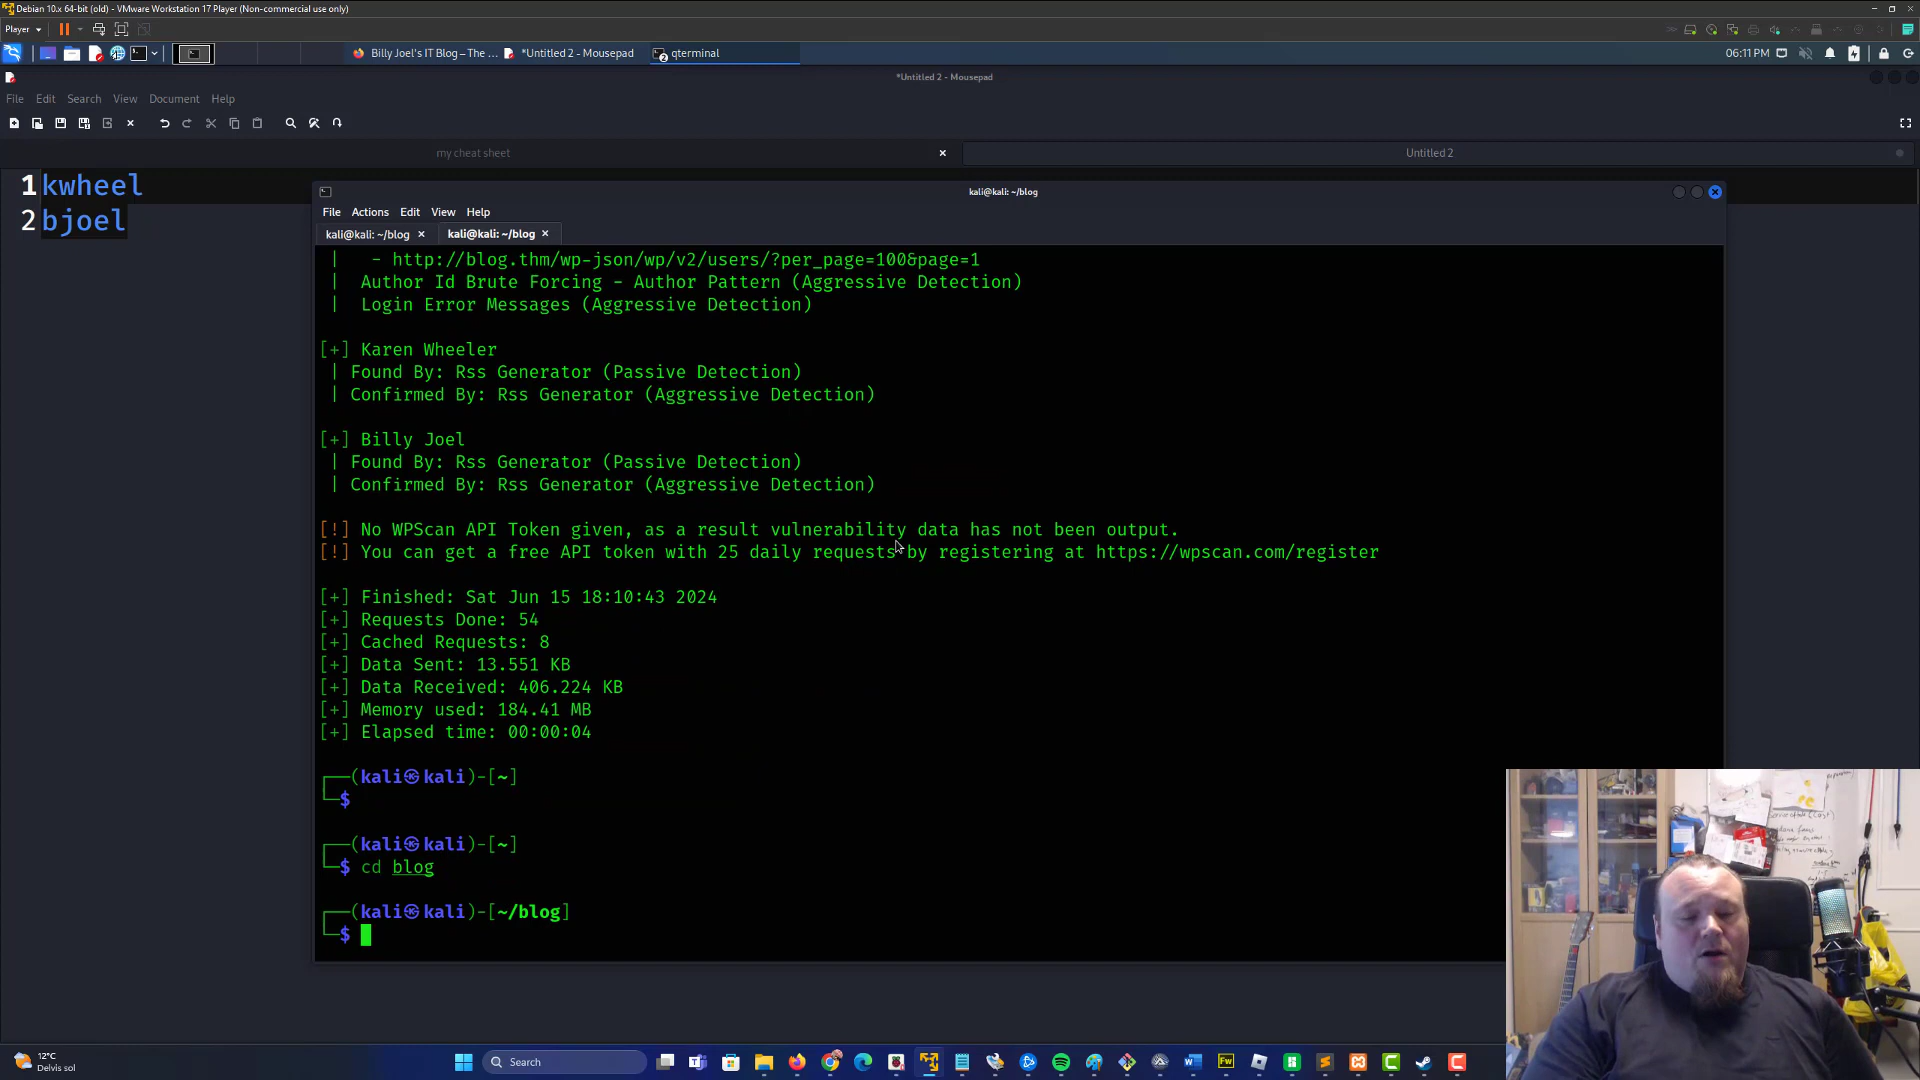 Debian 10.x 64-bit (old) - VMware Workstation 17 Player (Non-commercial use only)
Player
Billy Joel's IT Blog – The ...
*Untitled 2 - Mousepad
qterminal
06:11 PM
*Untitled 2 - Mousepad
File Edit Search View Document Help
my cheat sheet
Untitled 2
1 kwheel
2 bjoel
kali@kali: ~/blog
File Actions Edit View Help
kali@kali: ~/blog
kali@kali: ~/blog
|   - http://blog.thm/wp-json/wp/v2/users/?per_page=100&page=1
|  Author Id Brute Forcing - Author Pattern (Aggressive Detection)
|  Login Error Messages (Aggressive Detection)
[+] Karen Wheeler
| Found By: Rss Generator (Passive Detection)
| Confirmed By: Rss Generator (Aggressive Detection)
[+] Billy Joel
| Found By: Rss Generator (Passive Detection)
| Confirmed By: Rss Generator (Aggressive Detection)
[!] No WPScan API Token given, as a result vulnerability data has not been output.
[!] You can get a free API token with 25 daily requests by registering at https://wpscan.com/register
[+] Finished: Sat Jun 15 18:10:43 2024
[+] Requests Done: 54
[+] Cached Requests: 8
[+] Data Sent: 13.551 KB
[+] Data Received: 406.224 KB
[+] Memory used: 184.41 MB
[+] Elapsed time: 00:00:04
┌──(kali㉿kali)-[~]
└─$
┌──(kali㉿kali)-[~]
└─$ cd blog
┌──(kali㉿kali)-[~/blog]
└─$
12°C
Delvis sol
Search